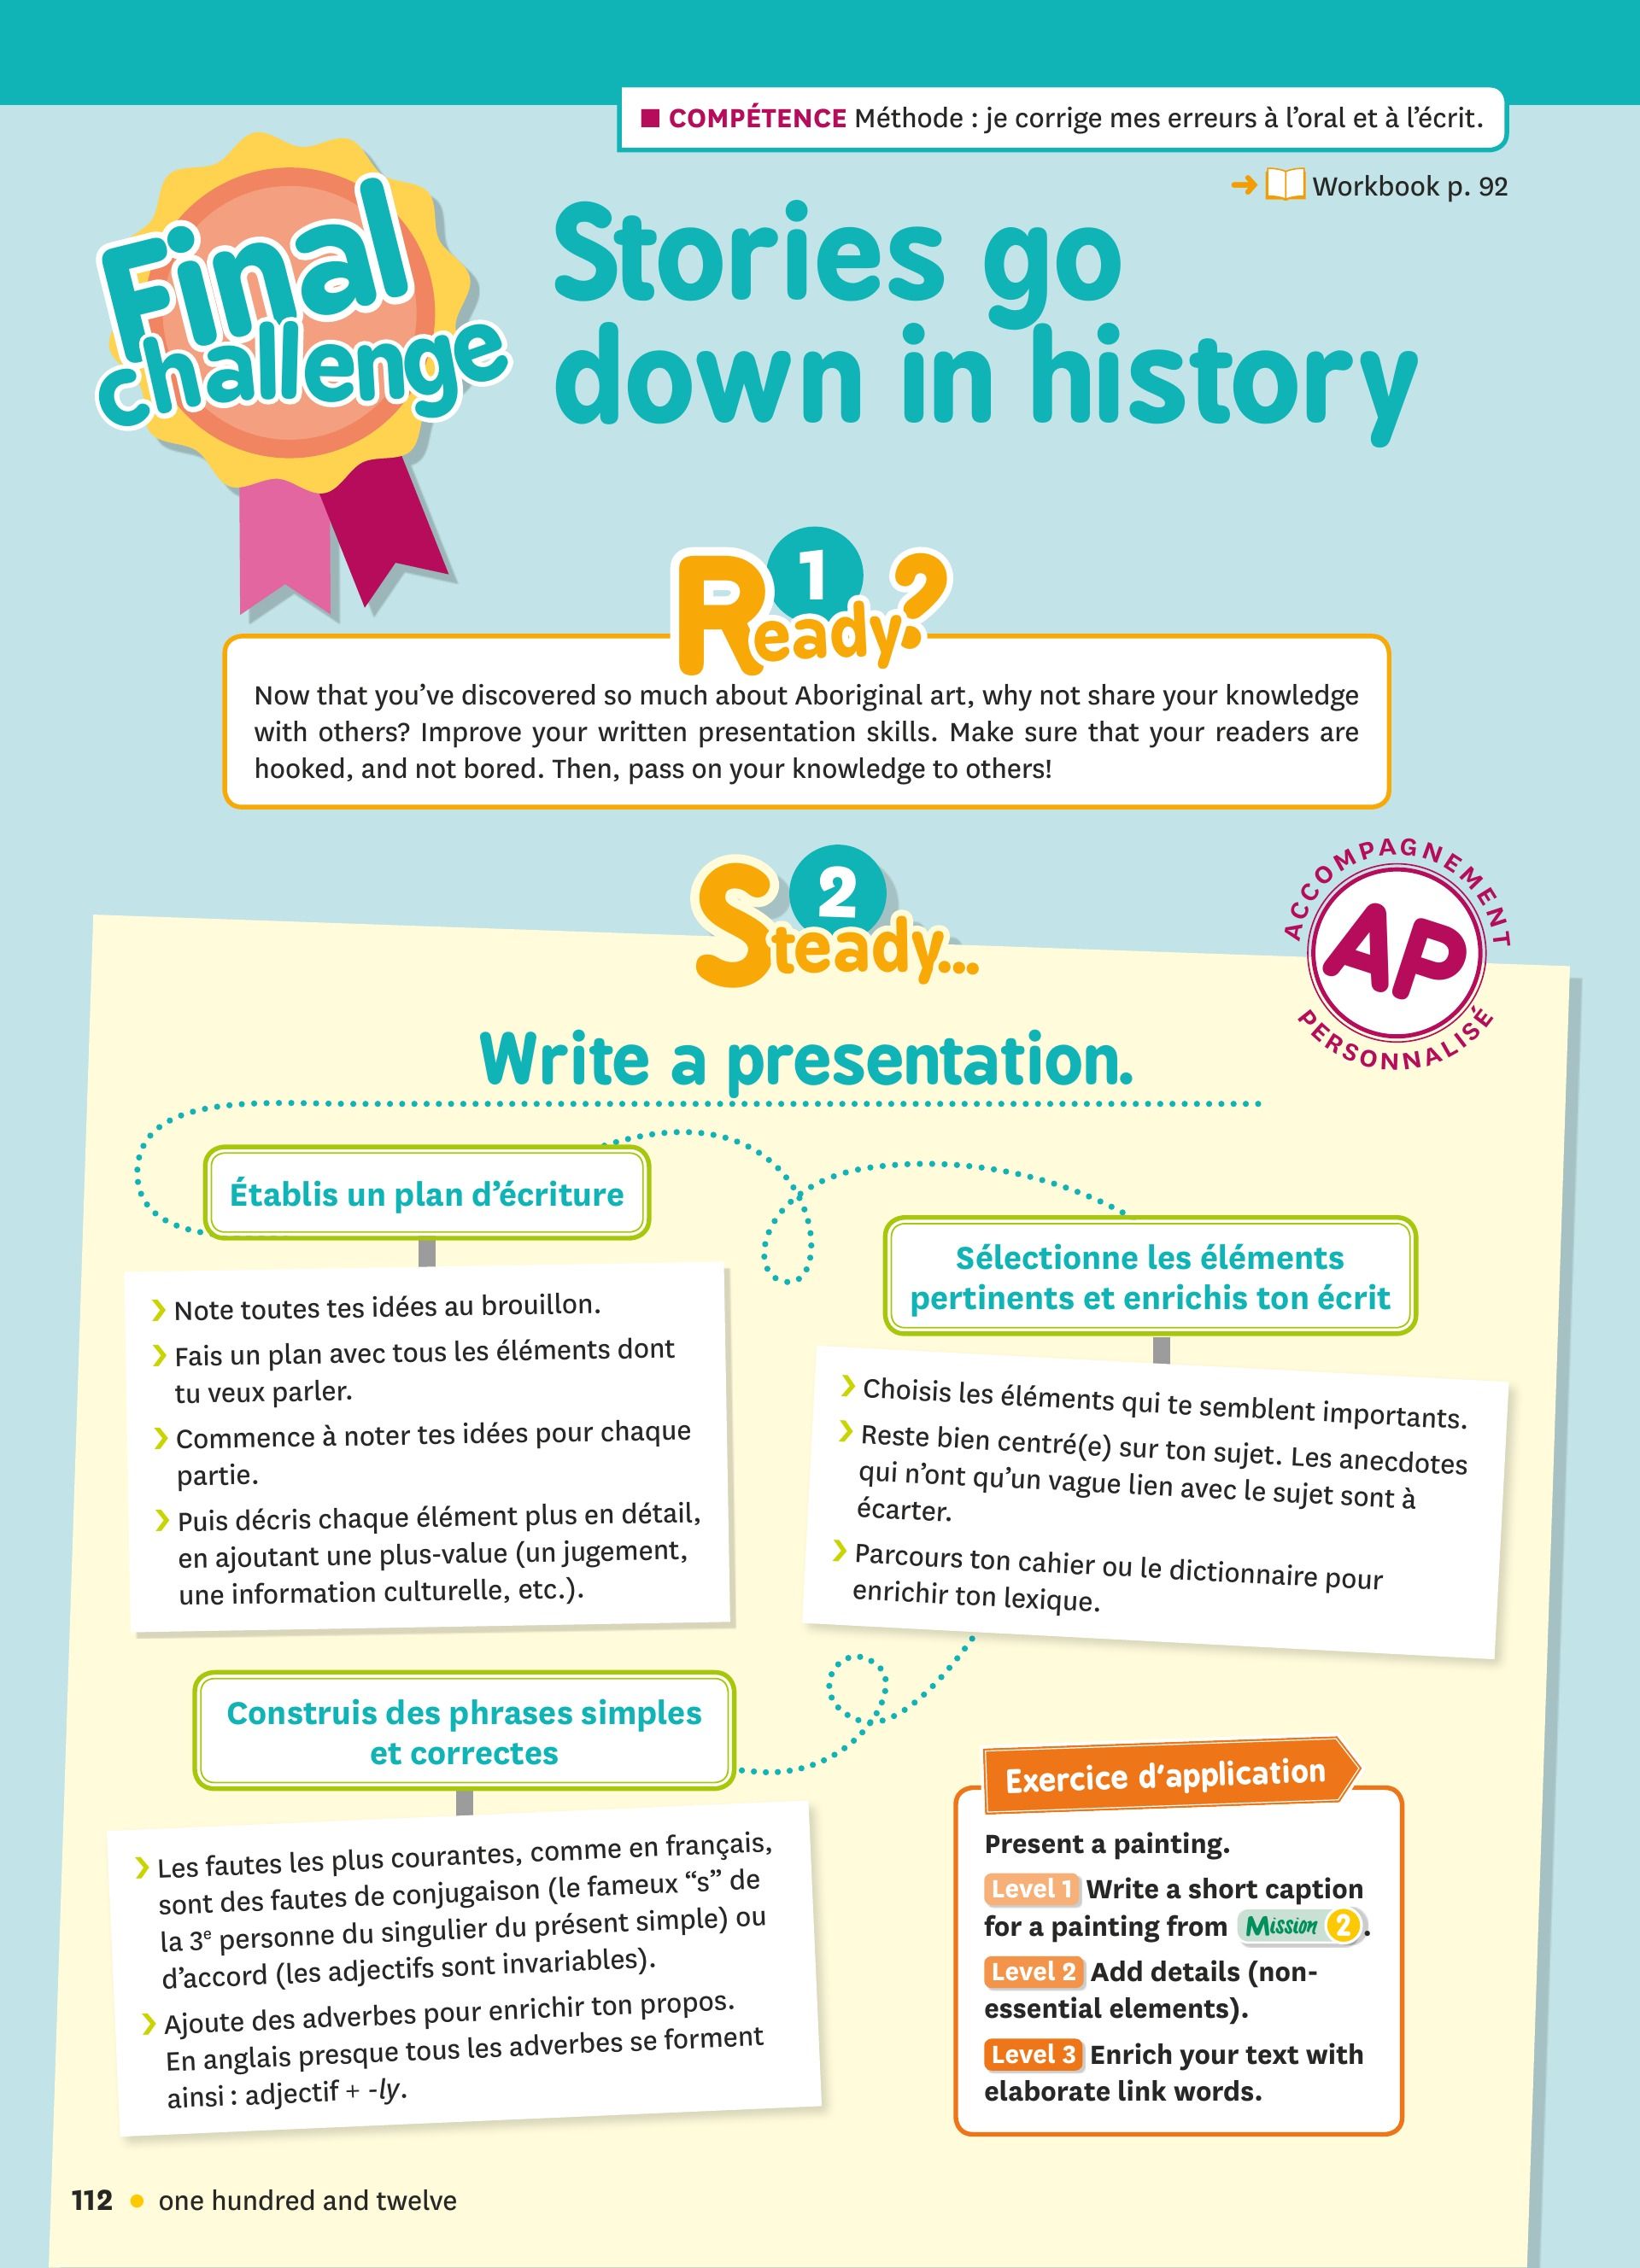 ■ COMPÉTENCE Méthode : je corrige mes erreurs à l’oral et à l’écrit.
➜ Workbook p. 92
Final
challenge
Stories go
down in history
1
Ready?
Now that you’ve discovered so much about Aboriginal art, why not share your knowledge
with others? Improve your written presentation skills. Make sure that your readers are
hooked, and not bored. Then, pass on your knowledge to others!
2
Steady...
ACCOMPAGNEMENT
AP
PERSONNALISÉ
Write a presentation.
Établis un plan d’écriture
❯ Note toutes tes idées au brouillon.
❯ Fais un plan avec tous les éléments dont
tu veux parler.
❯ Commence à noter tes idées pour chaque
partie.
❯ Puis décris chaque élément plus en détail,
en ajoutant une plus-value (un jugement,
une information culturelle, etc.).
Sélectionne les éléments
pertinents et enrichis ton écrit
❯ Choisis les éléments qui te semblent importants.
❯ Reste bien centré(e) sur ton sujet. Les anecdotes
qui n’ont qu’un vague lien avec le sujet sont à
écarter.
❯ Parcours ton cahier ou le dictionnaire pour
enrichir ton lexique.
Construis des phrases simples
et correctes
❯ Les fautes les plus courantes, comme en français,
sont des fautes de conjugaison (le fameux “s” de
la 3e personne du singulier du présent simple) ou
d’accord (les adjectifs sont invariables).
❯ Ajoute des adverbes pour enrichir ton propos.
En anglais presque tous les adverbes se forment
ainsi : adjectif + -ly.
Exercice d’application
Present a painting.
Level 1 Write a short caption
for a painting from Mission 2.
Level 2 Add details (non-
essential elements).
Level 3 Enrich your text with
elaborate link words.
112 • one hundred and twelve